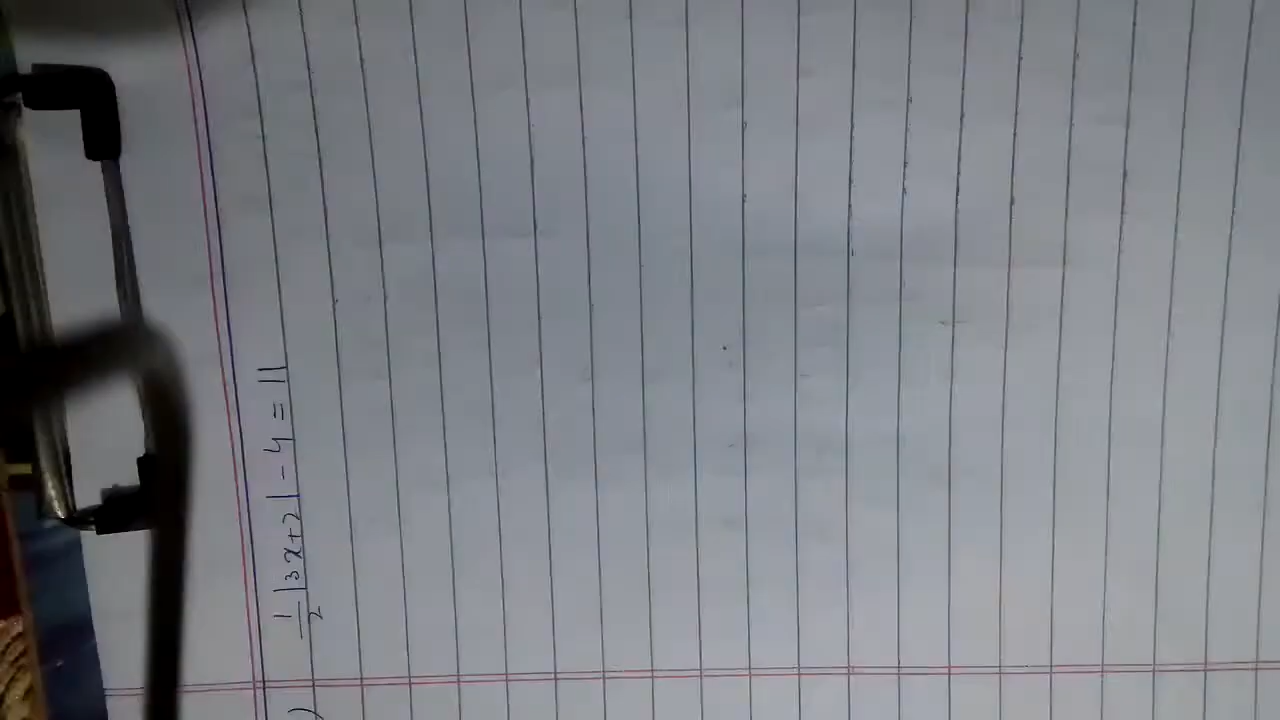 1/2 |3x+2| - 4 = 11